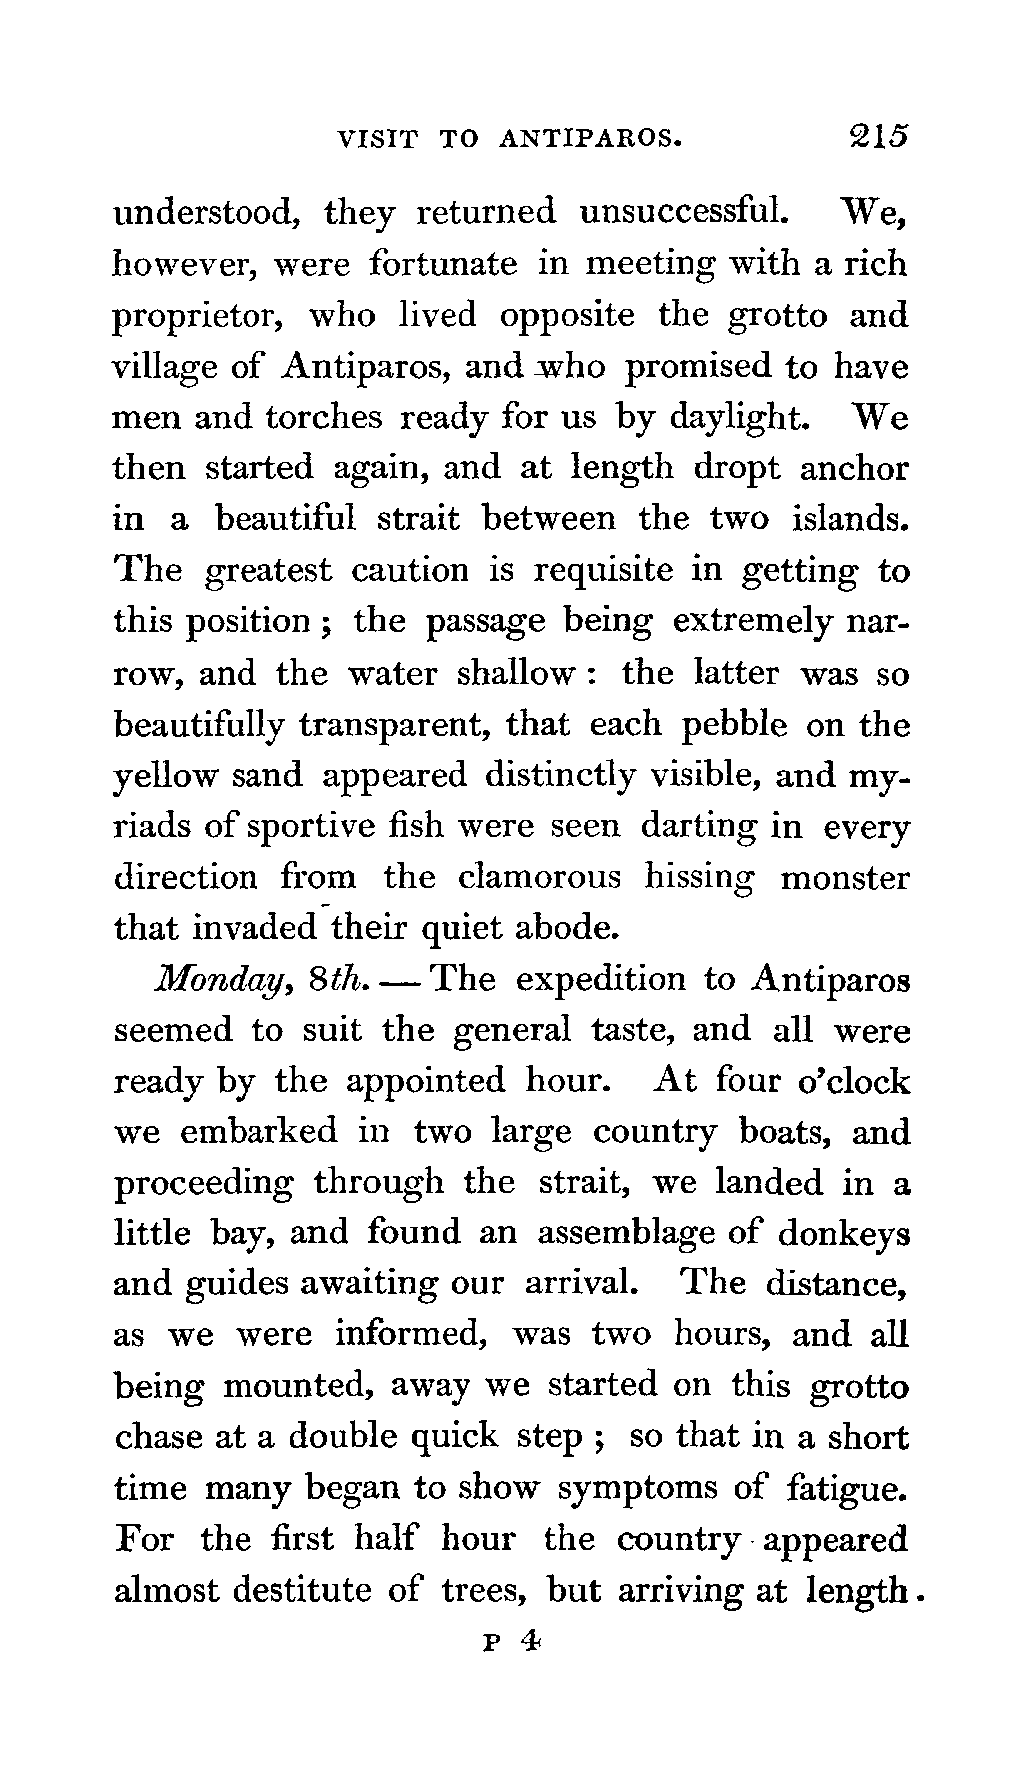 VISIT TO ANTIPAROS. 215
understood, they returned unsuccessful. We,
however, were fortunate in meeting with a rich
proprietor, who lived opposite the grotto and
village of Antiparos, and who promised to have
men and torches ready for us by daylight. We
then started again, and at length dropt anchor
in a beautiful strait between the two islands.
The greatest caution is requisite in getting to
this position ; the passage being extremely nar-
row, and the water shallow : the latter was so
beautifully transparent, that each pebble on the
yellow sand appeared distinctly visible, and my-
riads of sportive fish were seen darting in every
direction from the clamorous hissing monster
that invaded their quiet abode.
Monday, 8th. — The expedition to Antiparos
seemed to suit the general taste, and all were
ready by the appointed hour. At four o'clock
we embarked in two large country boats, and
proceeding through the strait, we landed in a
little bay, and found an assemblage of donkeys
and guides awaiting our arrival. The distance,
as we were informed, was two hours, and all
being mounted, away we started on this grotto
chase at a double quick step ; so that in a short
time many began to show symptoms of fatigue.
For the first half hour the country appeared
almost destitute of trees, but arriving at length.
P 4